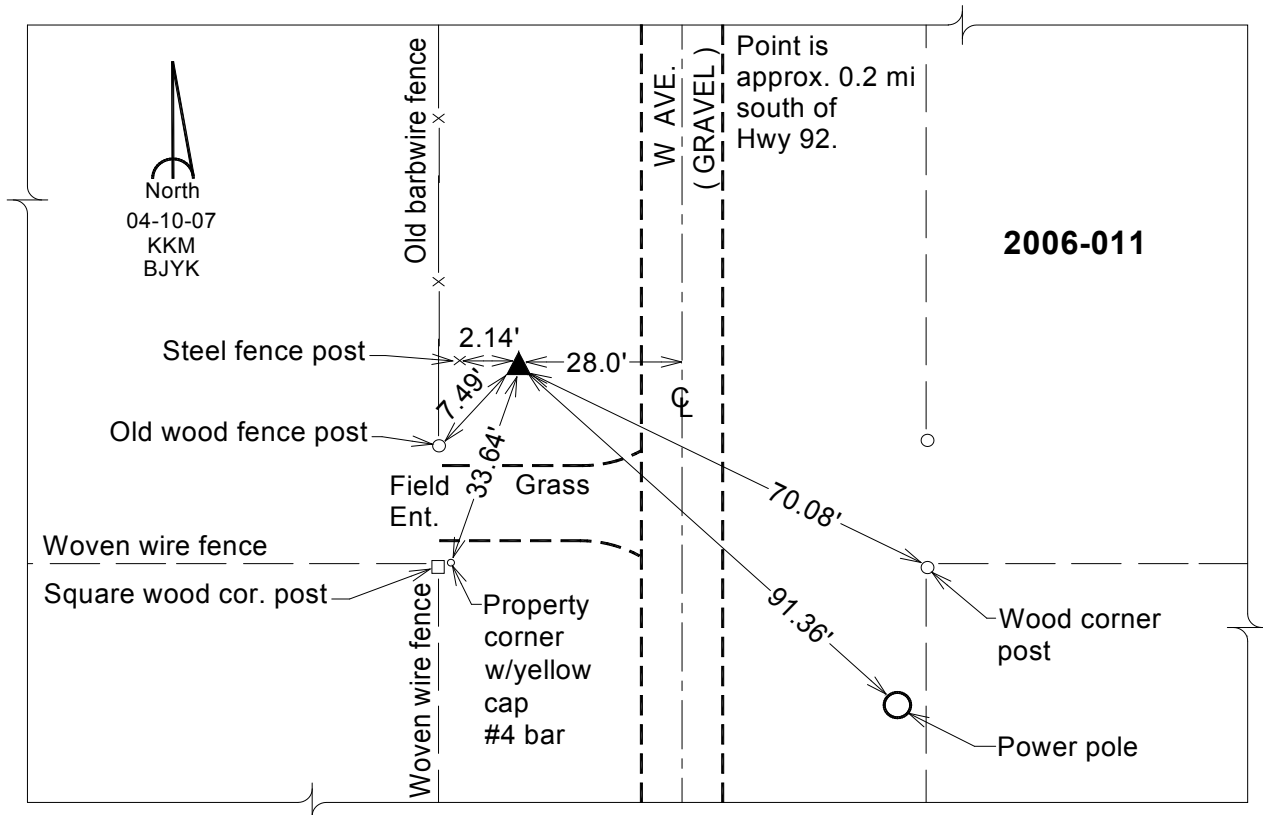 Point is
approx. 0.2 mi
south of
Hwy 92.
W AVE.
( GRAVEL )
Old barbwire fence
North
04-10-07
KKM
BJYK
2006-011
2.14'
Steel fence post
28.0'
7.49'
℄
Old wood fence post
33.64'
Field
Ent.
Grass
70.08'
Woven wire fence
Square wood cor. post
Woven wire fence
Property
corner
w/yellow
cap
#4 bar
91.36'
Wood corner
post
Power pole